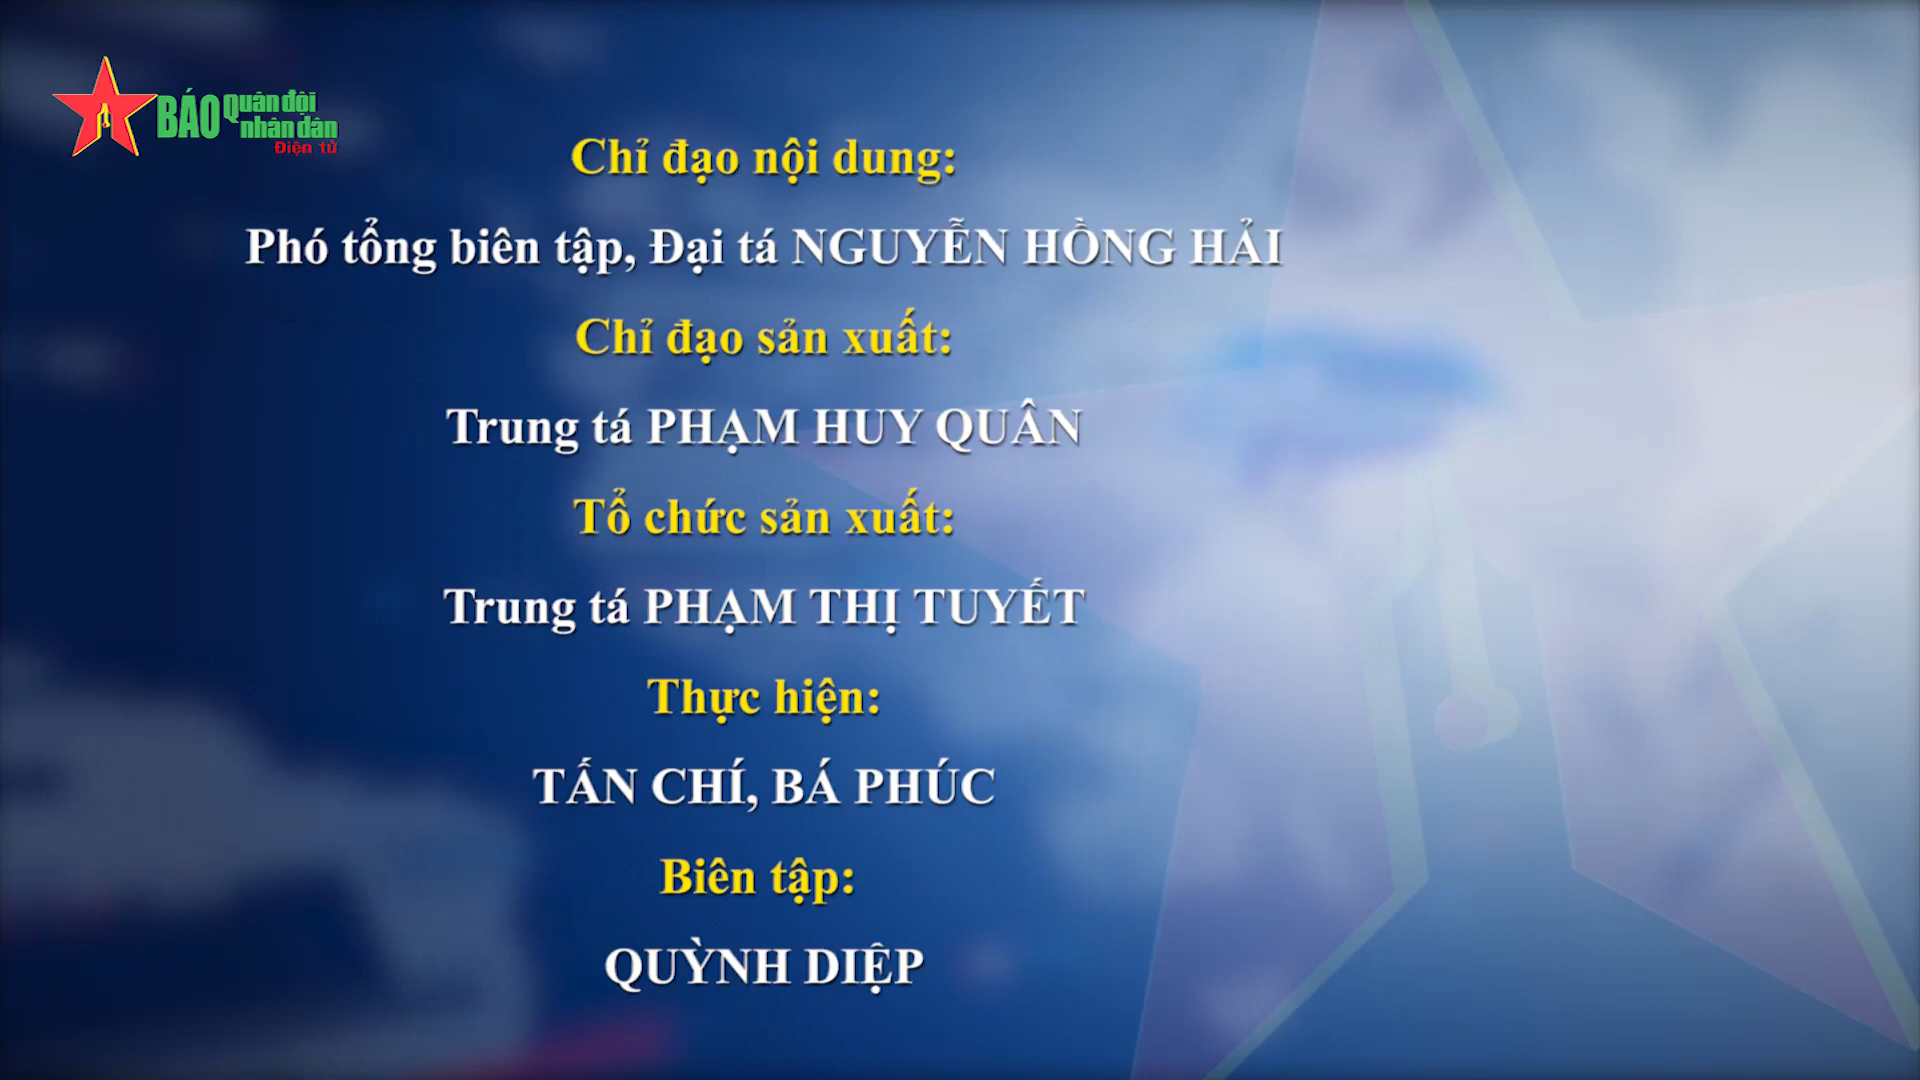 BÁO Quân đội
nhân dân
Điện tử
Chỉ đạo nội dung:
Phó tổng biên tập, Đại tá NGUYỄN HỒNG HẢI
Chỉ đạo sản xuất:
Trung tá PHẠM HUY QUÂN
Tổ chức sản xuất:
Trung tá PHẠM THỊ TUYẾT
Thực hiện:
TẤN CHÍ, BÁ PHÚC
Biên tập:
QUỲNH DIỆP